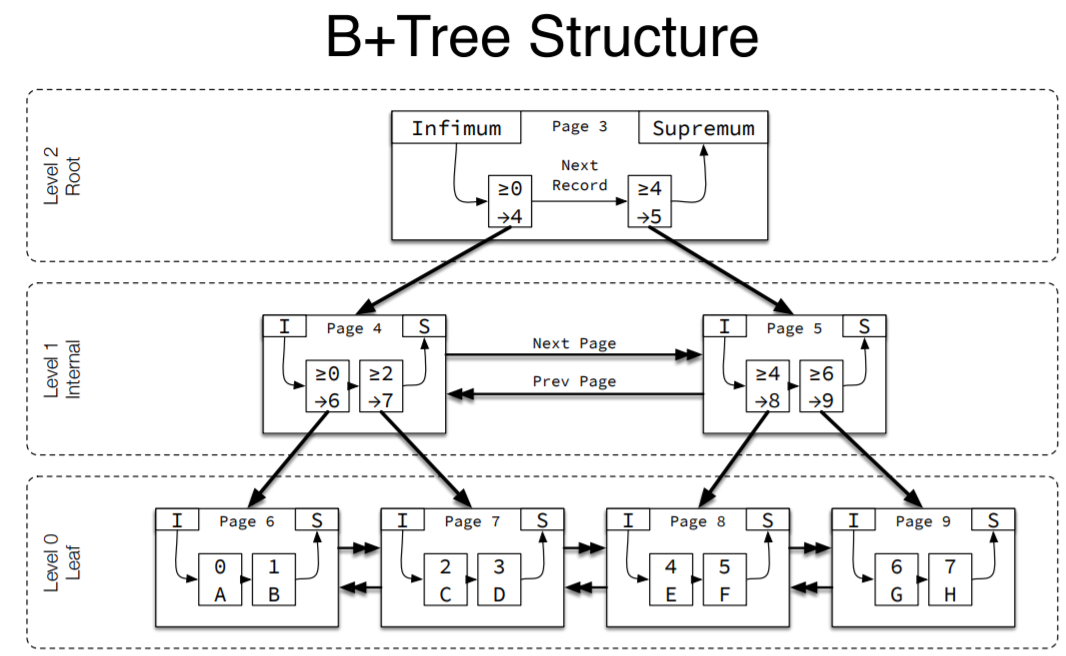 B+Tree Structure
Level 2
Root
Infimum
Page 3
Supremum
Next
Record
≥0
→4
≥4
→5
Level 1
Internal
I
Page 4
S
≥0
→6
≥2
→7
Next Page
Prev Page
I
Page 5
S
≥4
→8
≥6
→9
Level 0
Leaf
I
Page 6
S
0
A
1
B
I
Page 7
S
2
C
3
D
I
Page 8
S
4
E
5
F
I
Page 9
S
6
G
7
H